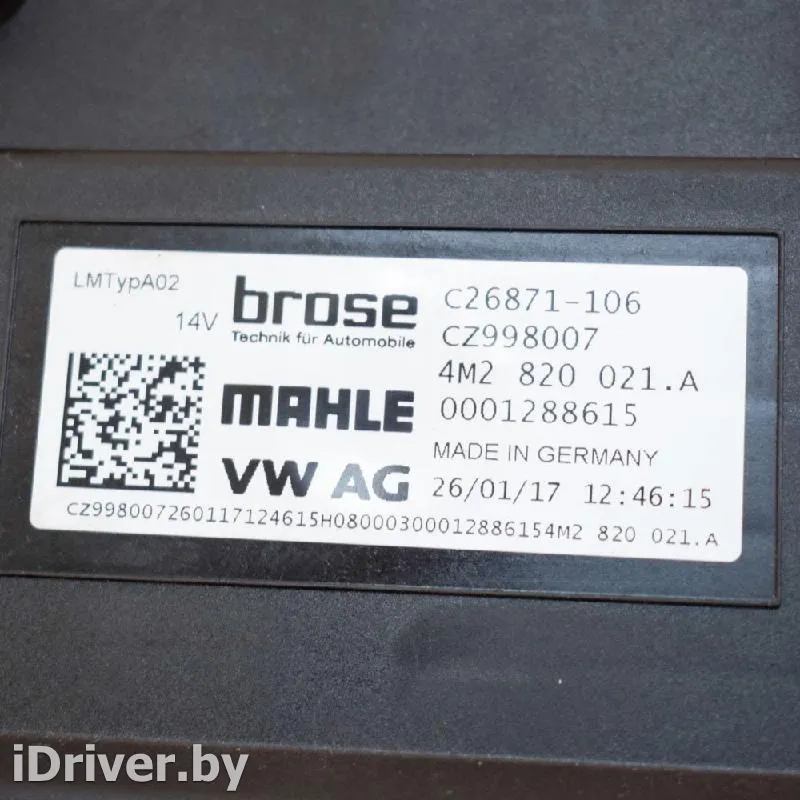 LMTypA02
14V
brose
Technik für Automobile
C26871-106
CZ998007
4M2 820 021.A
MAHLE
0001288615
MADE IN GERMANY
VW AG
26/01/17 12:46:15
CZ998007260117124615H08000300012886154M2 820 021.A
iDriver.by